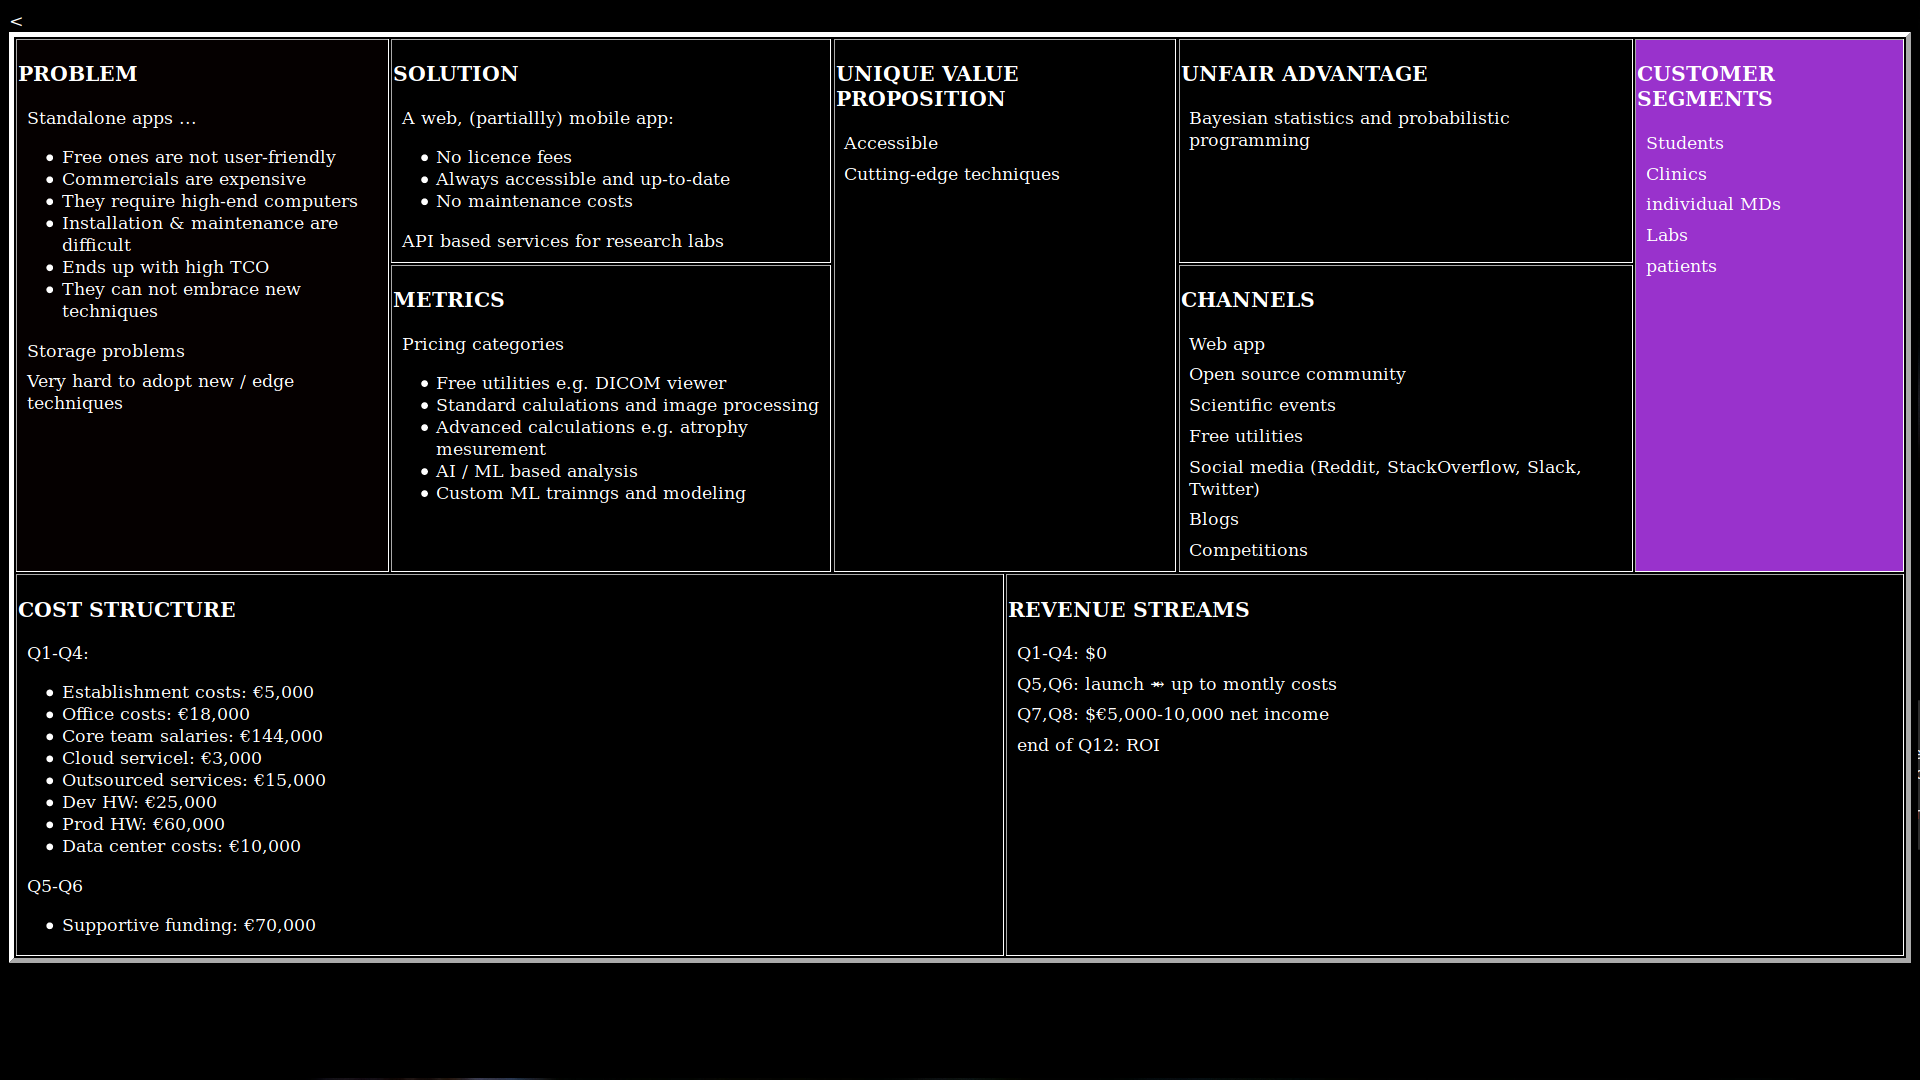 <
PROBLEM
Standalone apps ...
• Free ones are not user-friendly
• Commercials are expensive
• They require high-end computers
• Installation & maintenance are
difficult
• Ends up with high TCO
• They can not embrace new
techniques
Storage problems
Very hard to adopt new / edge
techniques
SOLUTION
A web, (partiallly) mobile app:
• No licence fees
• Always accessible and up-to-date
• No maintenance costs
API based services for research labs
METRICS
Pricing categories
• Free utilities e.g. DICOM viewer
• Standard calulations and image processing
• Advanced calculations e.g. atrophy
mesurement
• AI / ML based analysis
• Custom ML trainngs and modeling
UNIQUE VALUE
PROPOSITION
Accessible
Cutting-edge techniques
UNFAIR ADVANTAGE
Bayesian statistics and probabilistic
programming
CHANNELS
Web app
Open source community
Scientific events
Free utilities
Social media (Reddit, StackOverflow, Slack,
Twitter)
Blogs
Competitions
CUSTOMER
SEGMENTS
Students
Clinics
individual MDs
Labs
patients
COST STRUCTURE
Q1-Q4:
• Establishment costs: €5,000
• Office costs: €18,000
• Core team salaries: €144,000
• Cloud servicel: €3,000
• Outsourced services: €15,000
• Dev HW: €25,000
• Prod HW: €60,000
• Data center costs: €10,000
Q5-Q6
• Supportive funding: €70,000
REVENUE STREAMS
Q1-Q4: $0
Q5,Q6: launch ⤀ up to montly costs
Q7,Q8: $€5,000-10,000 net income
end of Q12: ROI